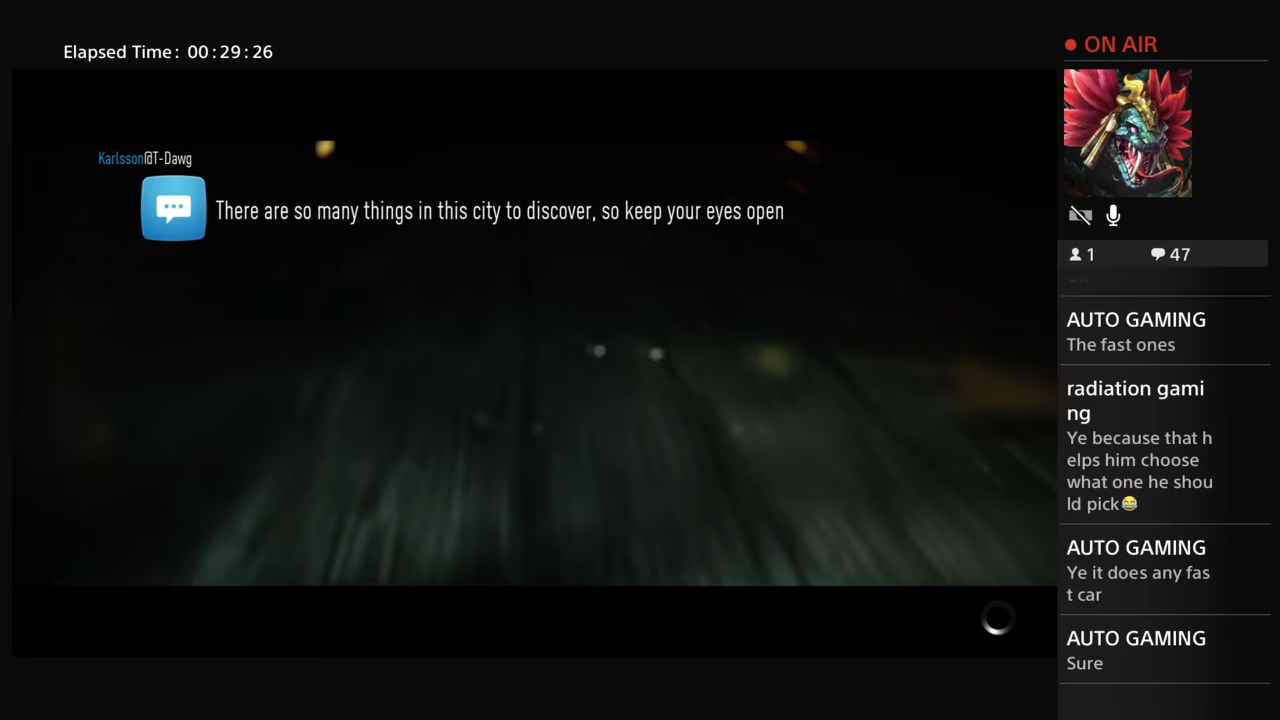 Elapsed Time: 00:29:26
ON AIR
Karlsson@T-Dawg
There are so many things in this city to discover, so keep your eyes open
1 47
AUTO GAMING
The fast ones
radiation gami
ng
Ye because that h
elps him choose
what one he shou
ld pick😂
AUTO GAMING
Ye it does any fas
t car
AUTO GAMING
Sure